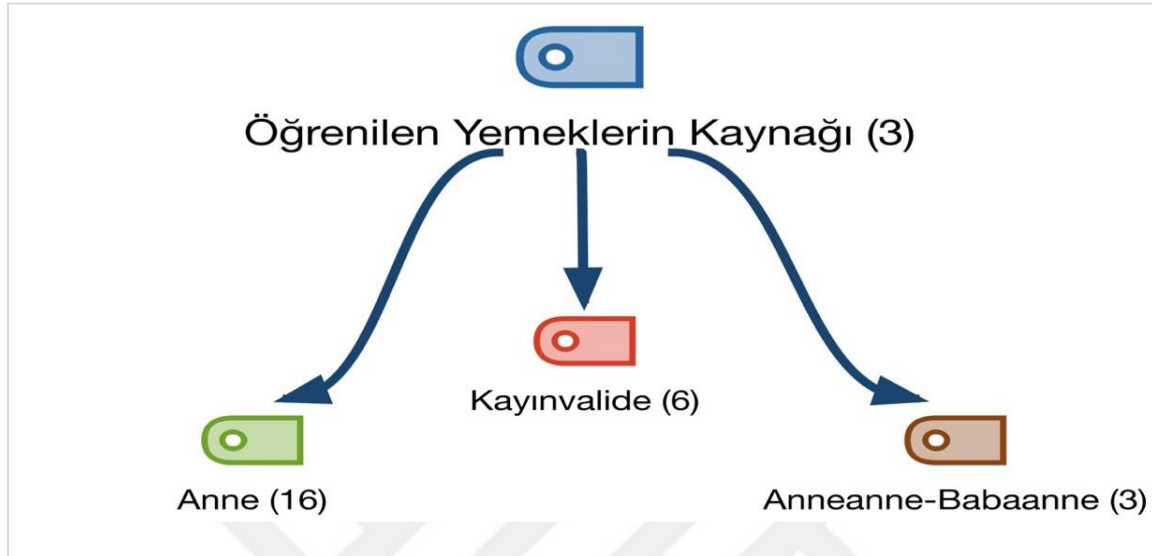 Öğrenilen Yemeklerin Kaynağı (3)
Kayınvalide (6)
Anne (16)
Anneanne-Babaanne (3)